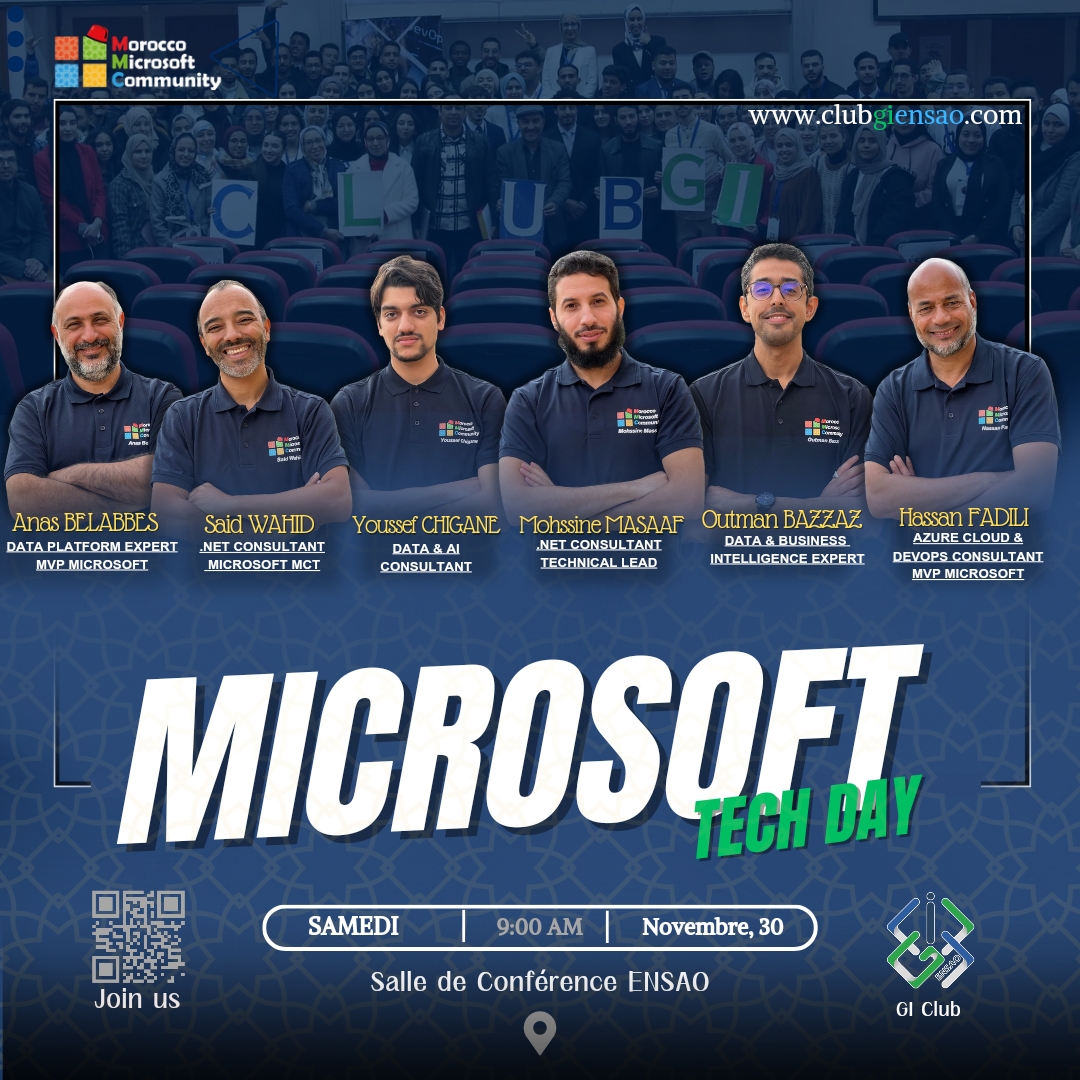 Morocco
Microsoft
Community
www.clubgiensao.com
C L U B G I
Anas BELABBES
DATA PLATFORM EXPERT
MVP MICROSOFT
Said WAHID
.NET CONSULTANT
MICROSOFT MCT
Youssef CHIGANE
DATA & AI
CONSULTANT
Mohssine MASAAF
.NET CONSULTANT
TECHNICAL LEAD
Outman BAZZAZ
DATA & BUSINESS
INTELLIGENCE EXPERT
Hassan FADILI
AZURE CLOUD &
DEVOPS CONSULTANT
MVP MICROSOFT
MICROSOFT
TECH DAY
SAMEDI | 9:00 AM | Novembre, 30
Salle de Conférence ENSAO
Join us
GI
ENSAO
GI Club